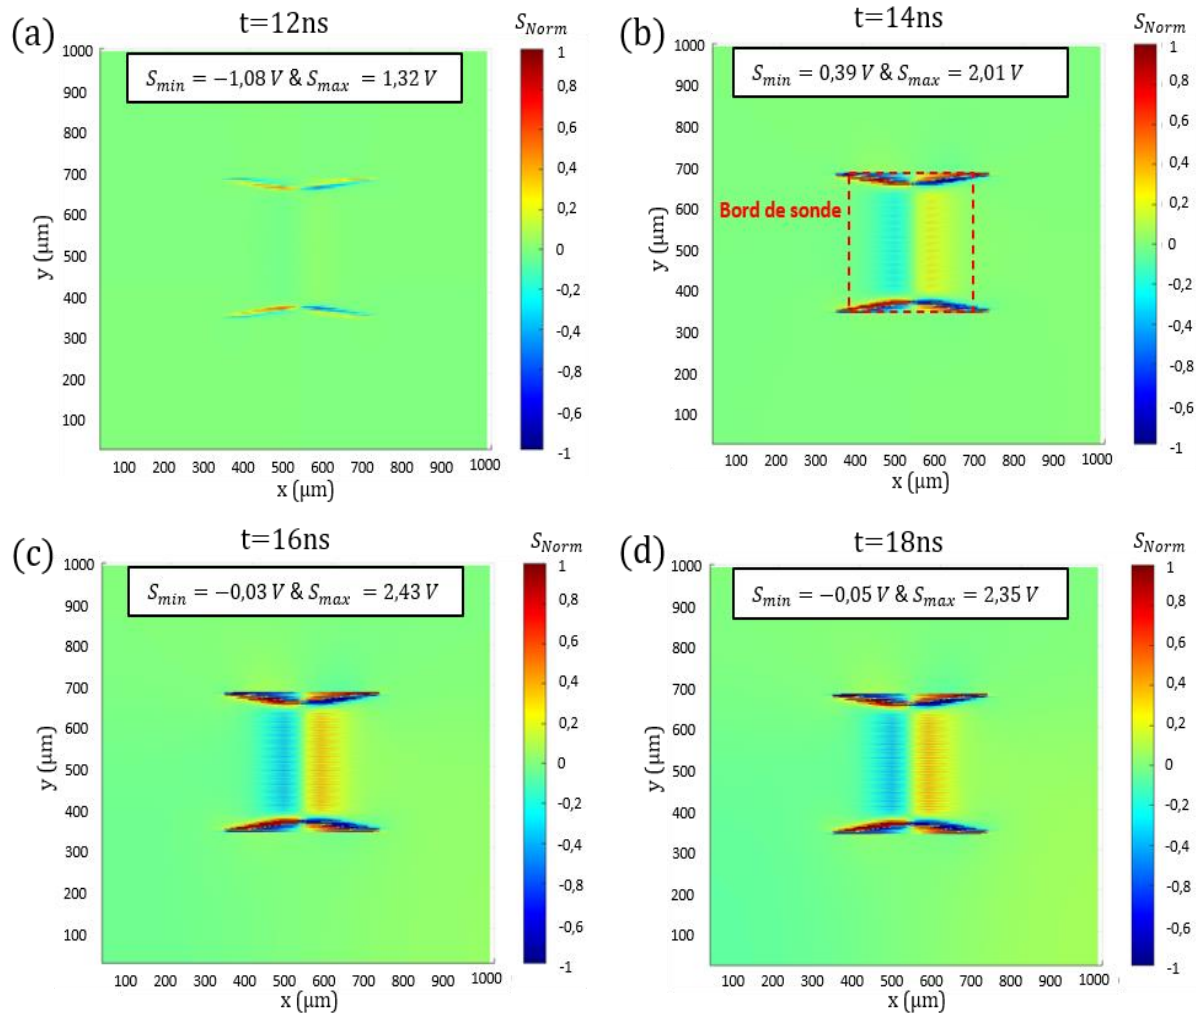 (a)
t=12ns
S_Norm
S_min = −1,08 V & S_max = 1,32 V
1000
900
800
700
600
500
400
300
200
100
y (μm)
100 200 300 400 500 600 700 800 900 1000
x (μm)
1
0,8
0,6
0,4
0,2
0
-0,2
-0,4
-0,6
-1
(b)
t=14ns
S_Norm
S_min = 0,39 V & S_max = 2,01 V
Bord de sonde
1000
900
800
700
600
500
400
300
200
100
y (μm)
100 200 300 400 500 600 700 800 900 1000
x (μm)
1
0,8
0,6
0,4
0,2
0
-0,2
-0,4
-0,6
-0,8
-1
(c)
t=16ns
S_Norm
S_min = −0,03 V & S_max = 2,43 V
1000
900
800
700
600
500
400
300
200
100
y (μm)
100 200 300 400 500 600 700 800 900 1000
x (μm)
1
0,8
0,6
0,4
0,2
0
-0,2
-0,4
-0,8
-0,6
-1
(d)
t=18ns
S_Norm
S_min = −0,05 V & S_max = 2,35 V
1000
900
800
700
600
500
400
300
200
100
y (μm)
100 200 300 400 500 600 700 800 900 1000
x (μm)
1
0,8
0,6
0,4
0,2
0
-0,2
-0,4
-0,8
-0,6
-1